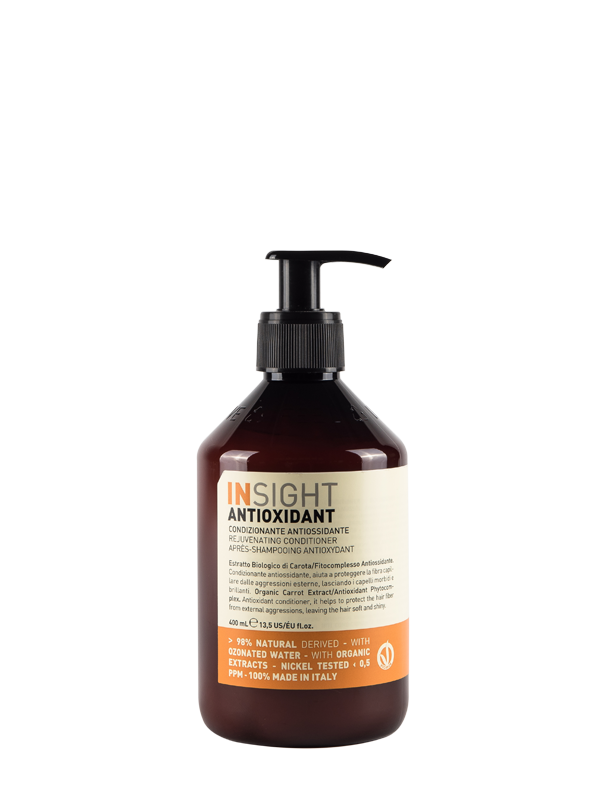 INSIGHT
ANTIOXIDANT
CONDIZIONANTE ANTIOSSIDANTE
REJUVENATING CONDITIONER
APRÈS-SHAMPOOING ANTIOXYDANT
Estratto Biologico di Carota/Fitocomplesso Antiossidante.
Condizionante antiossidante, aiuta a proteggere la fibra capil-
lare dalle aggressioni esterne, lasciando i capelli morbidi e
brillanti. Organic Carrot Extract/Antioxidant Phytocom-
plex. Antioxidant conditioner, it helps to protect the hair fiber
from external aggressions, leaving the hair soft and shiny.
400 mL ℮ 13,5 US/ÉU fl.oz.
> 98% NATURAL DERIVED - WITH
OZONATED WATER - WITH ORGANIC
EXTRACTS - NICKEL TESTED < 0,5
PPM - 100% MADE IN ITALY